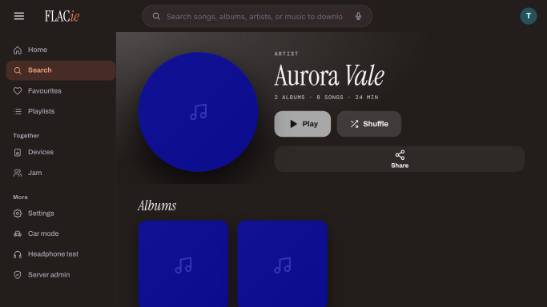 FLACie
Search songs, albums, artists, or music to downlo
T
Home
Search
Favourites
Playlists
Together
Devices
Jam
More
Settings
Car mode
Headphone test
Server admin
ARTIST
Aurora Vale
2 ALBUMS · 6 SONGS · 24 MIN
Play
Shuffle
Share
Albums